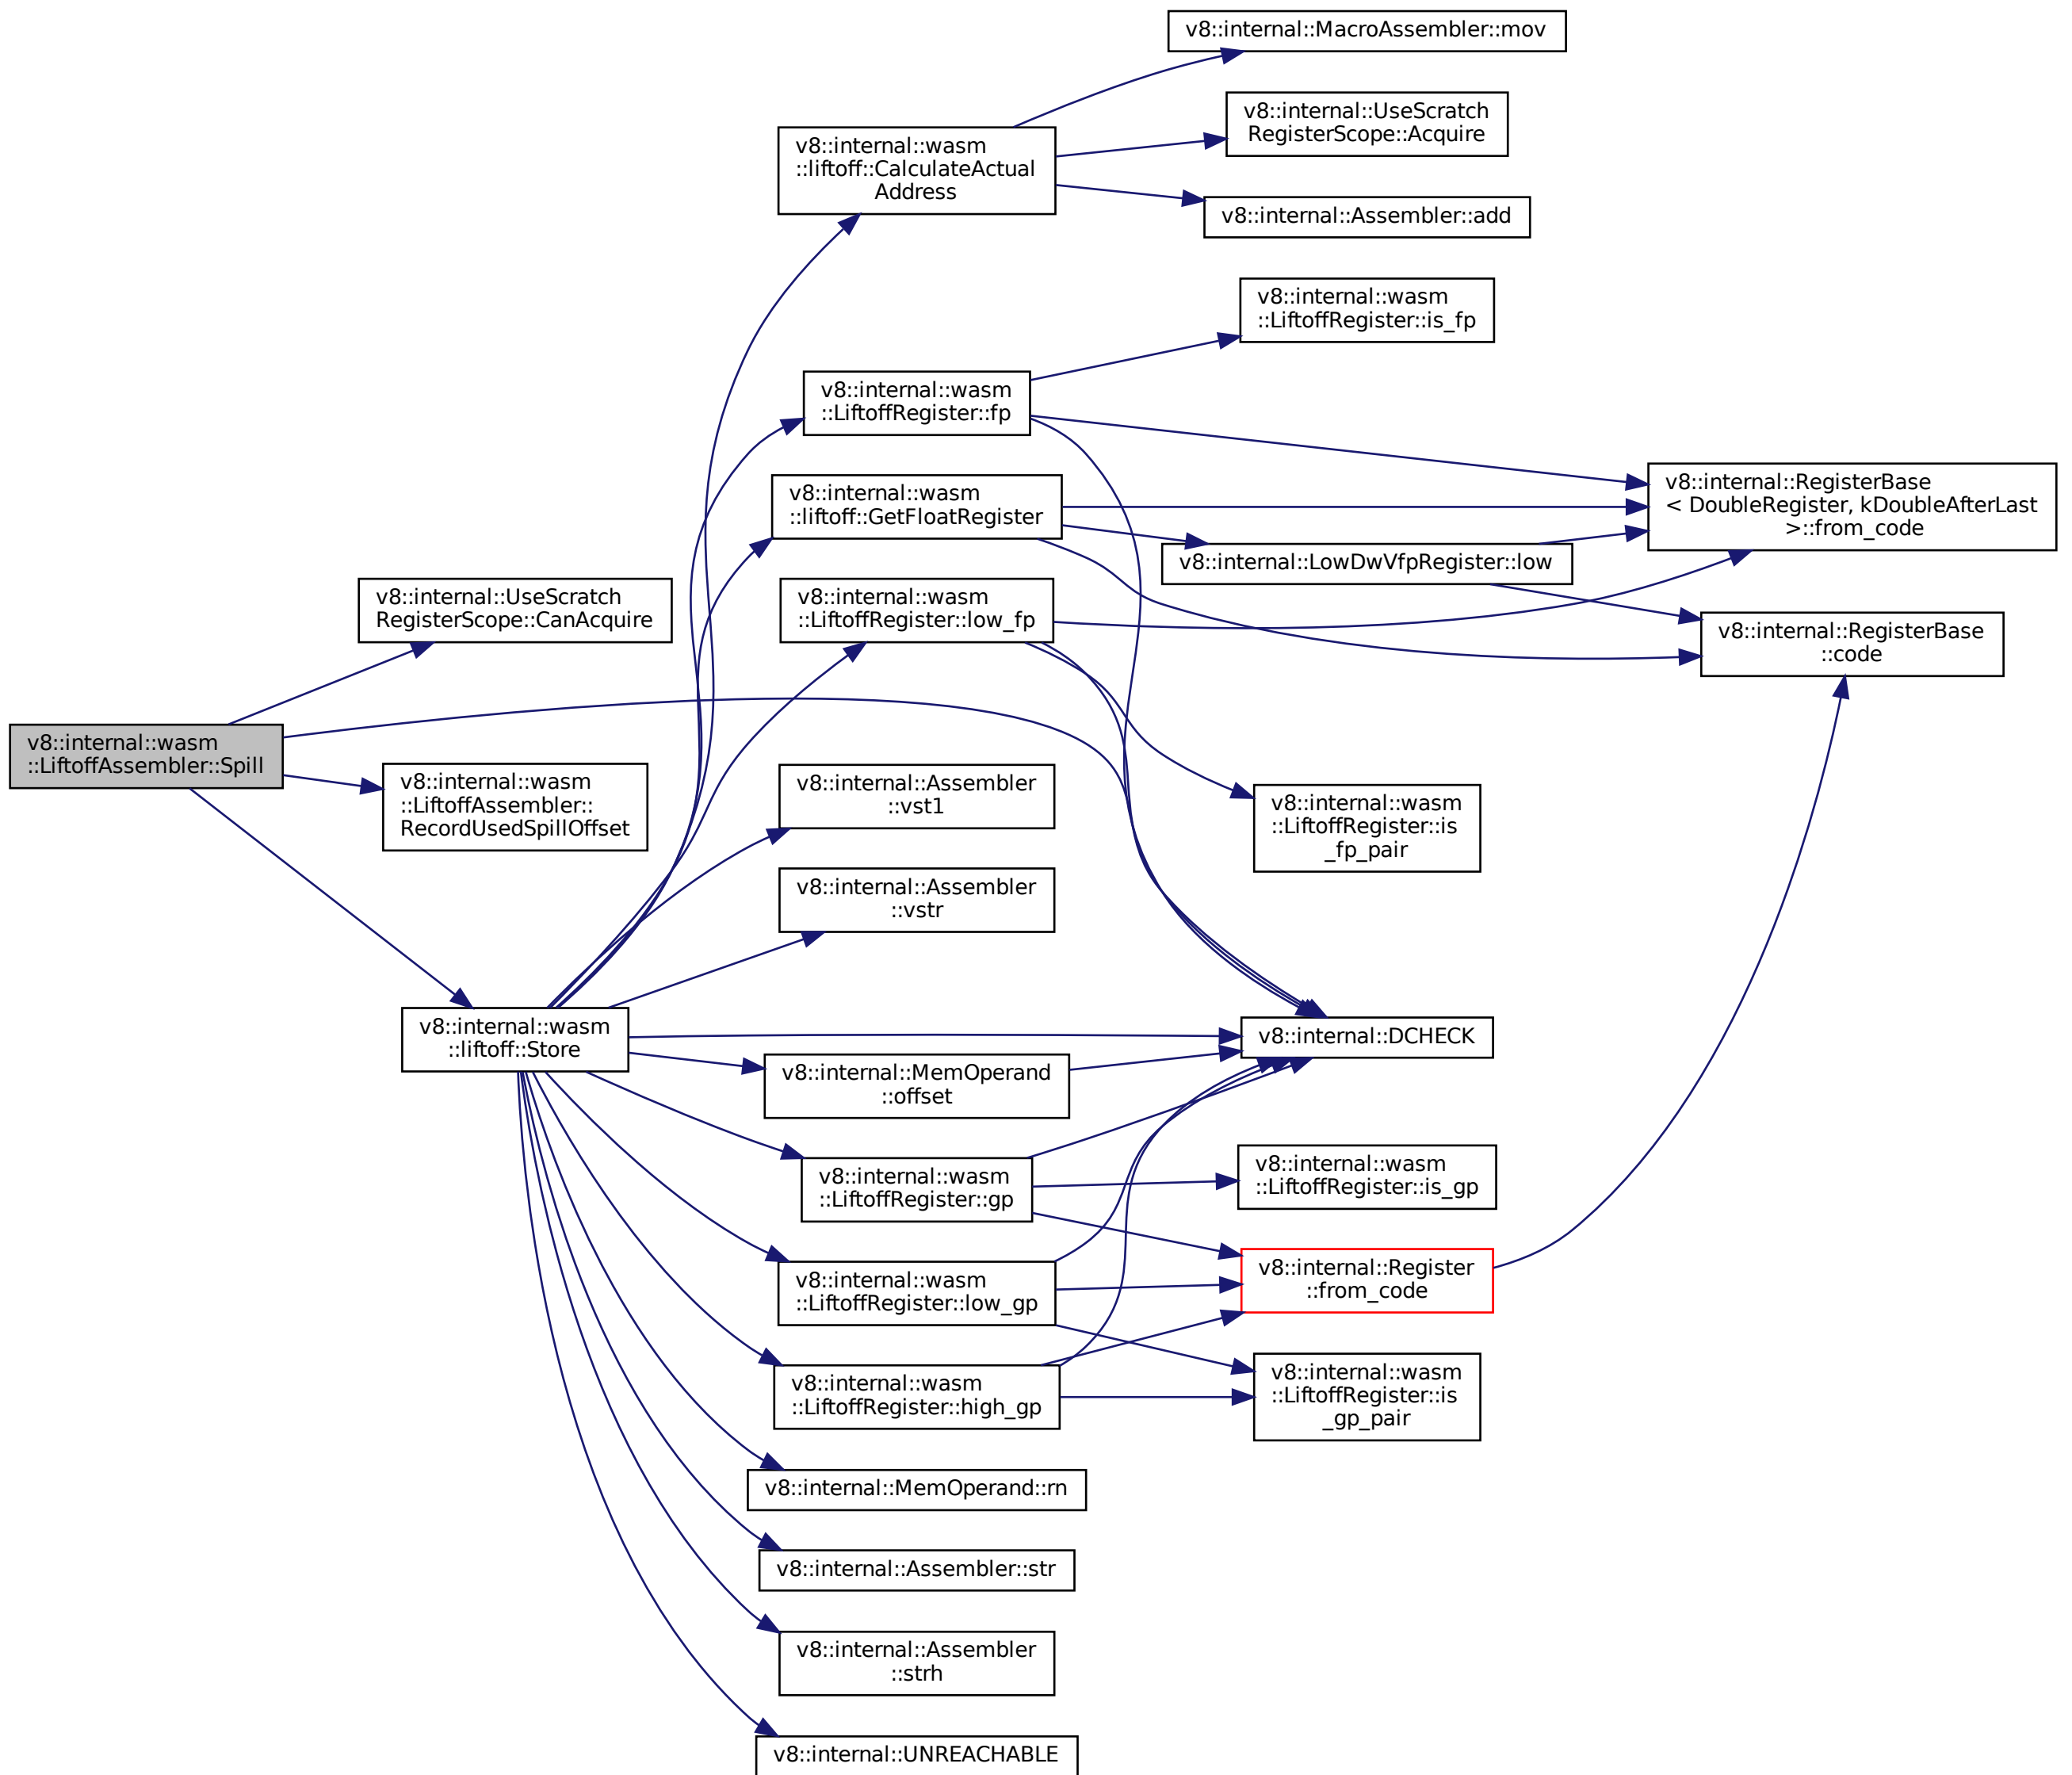 v8::internal::wasm
::LiftoffAssembler::Spill
v8::internal::UseScratch
RegisterScope::CanAcquire
v8::internal::wasm
::LiftoffAssembler::
RecordUsedSpillOffset
v8::internal::wasm
::liftoff::Store
v8::internal::wasm
::liftoff::CalculateActual
Address
v8::internal::wasm
::LiftoffRegister::fp
v8::internal::wasm
::liftoff::GetFloatRegister
v8::internal::wasm
::LiftoffRegister::low_fp
v8::internal::Assembler
::vst1
v8::internal::Assembler
::vstr
v8::internal::MemOperand
::offset
v8::internal::wasm
::LiftoffRegister::gp
v8::internal::wasm
::LiftoffRegister::low_gp
v8::internal::wasm
::LiftoffRegister::high_gp
v8::internal::MemOperand::rn
v8::internal::Assembler::str
v8::internal::Assembler
::strh
v8::internal::UNREACHABLE
v8::internal::MacroAssembler::mov
v8::internal::UseScratch
RegisterScope::Acquire
v8::internal::Assembler::add
v8::internal::wasm
::LiftoffRegister::is_fp
v8::internal::LowDwVfpRegister::low
v8::internal::wasm
::LiftoffRegister::is
_fp_pair
v8::internal::DCHECK
v8::internal::wasm
::LiftoffRegister::is_gp
v8::internal::Register
::from_code
v8::internal::wasm
::LiftoffRegister::is
_gp_pair
v8::internal::RegisterBase
< DoubleRegister, kDoubleAfterLast
>::from_code
v8::internal::RegisterBase
::code